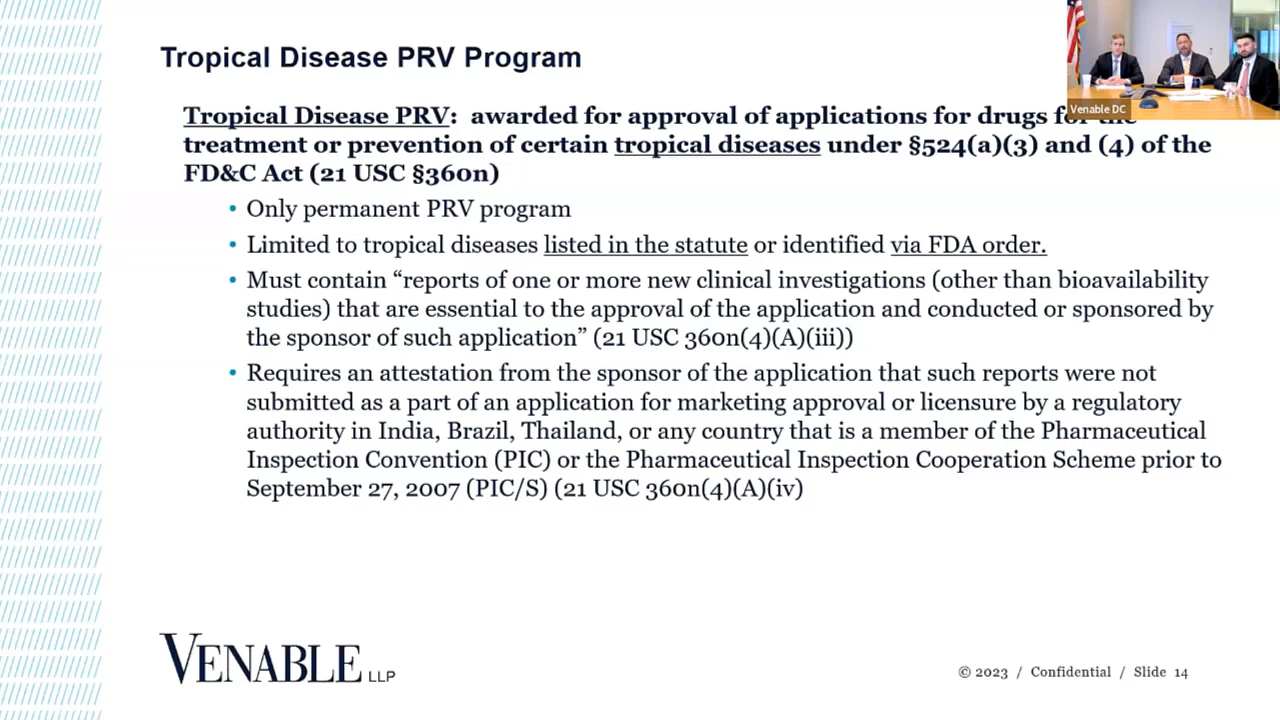 Tropical Disease PRV Program
Venable DC
Tropical Disease PRV: awarded for approval of applications for drugs for the
treatment or prevention of certain tropical diseases under §524(a)(3) and (4) of the
FD&C Act (21 USC §360n)
• Only permanent PRV program
• Limited to tropical diseases listed in the statute or identified via FDA order.
• Must contain “reports of one or more new clinical investigations (other than bioavailability
studies) that are essential to the approval of the application and conducted or sponsored by
the sponsor of such application” (21 USC 360n(4)(A)(iii))
• Requires an attestation from the sponsor of the application that such reports were not
submitted as a part of an application for marketing approval or licensure by a regulatory
authority in India, Brazil, Thailand, or any country that is a member of the Pharmaceutical
Inspection Convention (PIC) or the Pharmaceutical Inspection Cooperation Scheme prior to
September 27, 2007 (PIC/S) (21 USC 360n(4)(A)(iv)
VENABLE LLP
© 2023 / Confidential / Slide 14